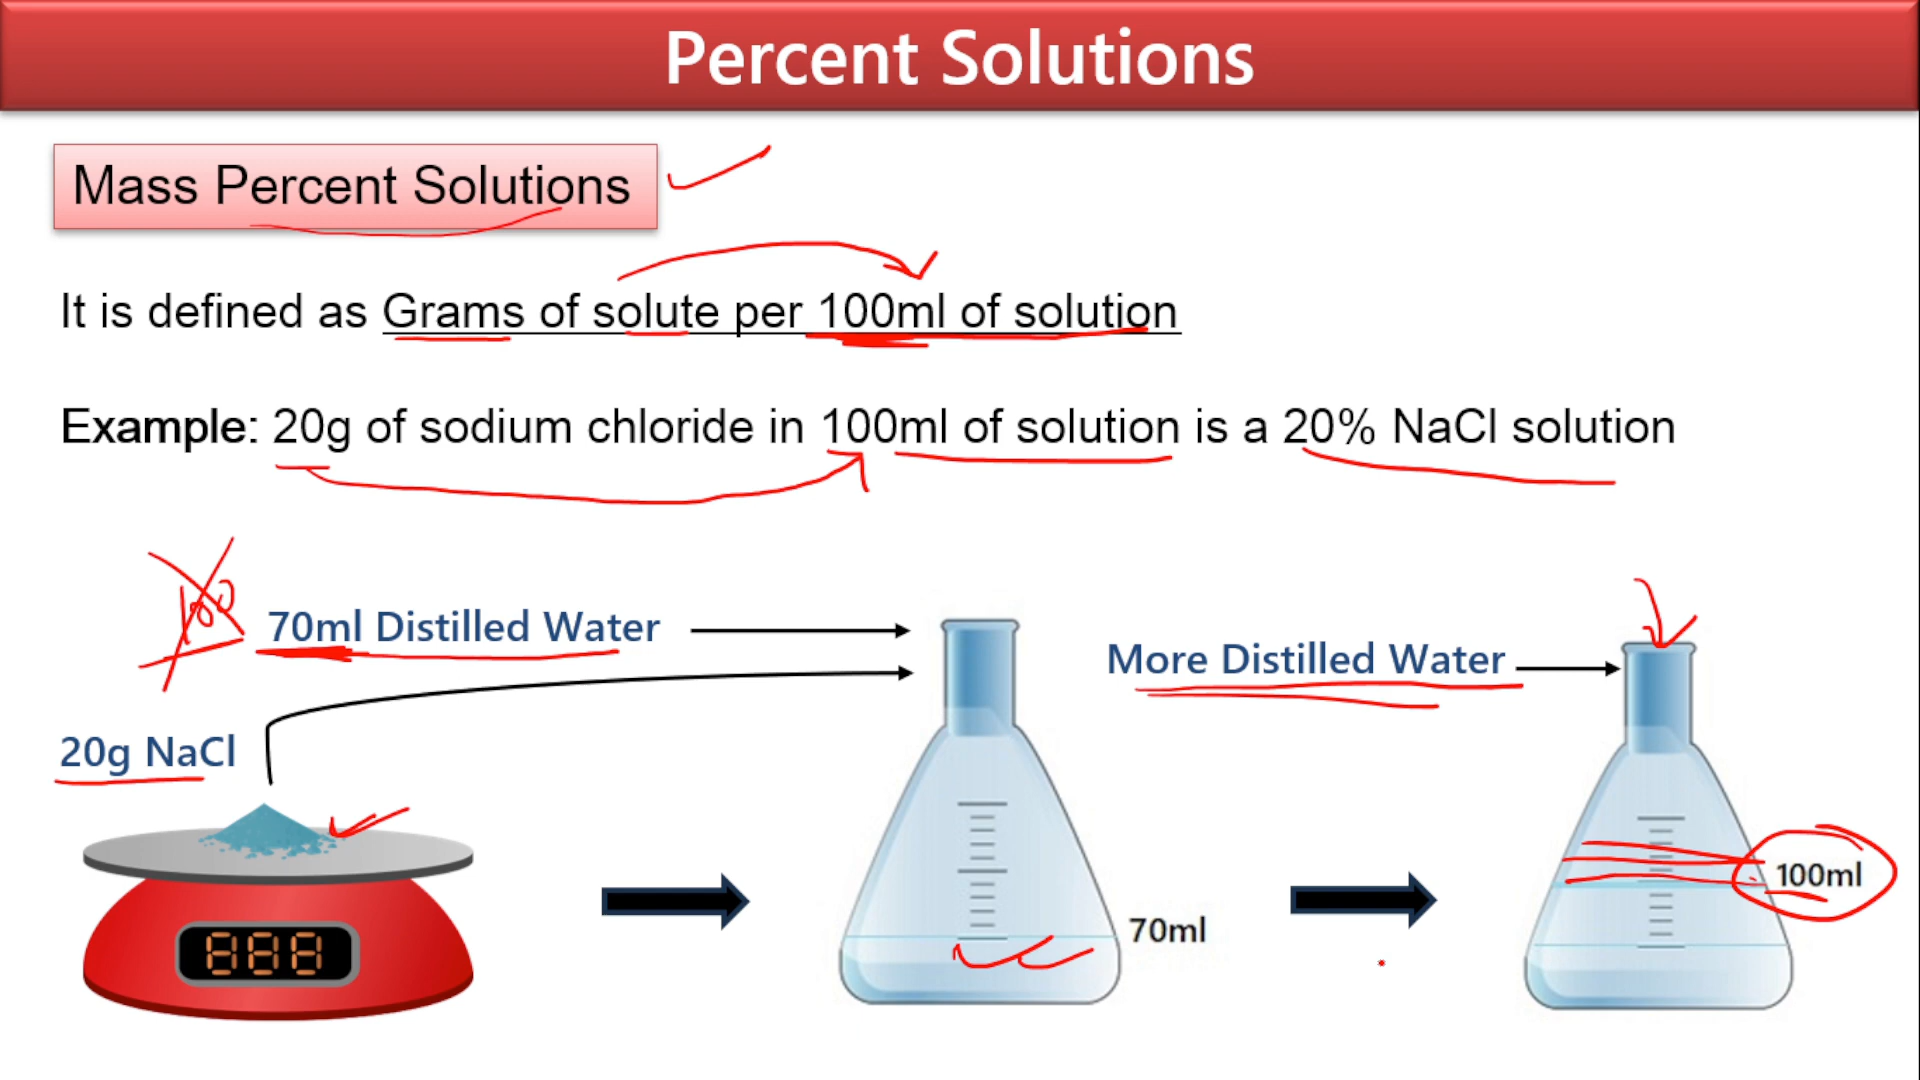 Percent Solutions
Mass Percent Solutions
It is defined as Grams of solute per 100ml of solution
Example: 20g of sodium chloride in 100ml of solution is a 20% NaCl solution
100
70ml Distilled Water
More Distilled Water
20g NaCl
888
70ml
100ml